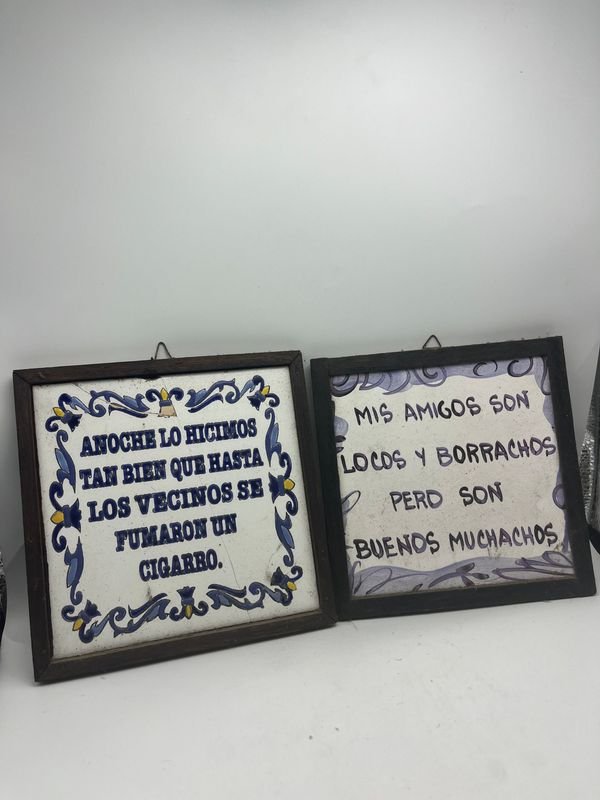 ANOCHE LO HICIMOS
TAN BIEN QUE HASTA
LOS VECINOS SE
FUMARON UN
CIGARRO.
MIS AMIGOS SON
LOCOS Y BORRACHOS
PERO SON
BUENOS MUCHACHOS